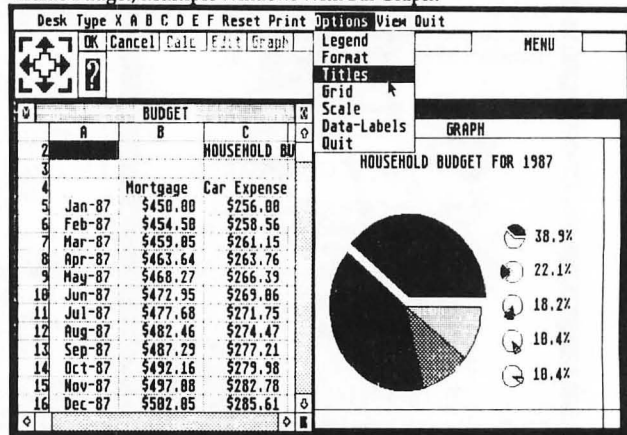 Desk Type X A B C D E F Reset Print Options View Quit
OK Cancel Calc Edit Graph
?
MENU
Legend
Format
Titles
Grid
Scale
Data-Labels
Quit
BUDGET
A B C
2 HOUSEHOLD BU
3
4 Mortgage Car Expense
5 Jan-87 $450.00 $256.00
6 Feb-87 $454.50 $258.56
7 Mar-87 $459.05 $261.15
8 Apr-87 $463.64 $263.76
9 May-87 $468.27 $266.39
10 Jun-87 $472.95 $269.06
11 Jul-87 $477.68 $271.75
12 Aug-87 $482.46 $274.47
13 Sep-87 $487.29 $277.21
14 Oct-87 $492.16 $279.98
15 Nov-87 $497.08 $282.78
16 Dec-87 $502.05 $285.61
GRAPH
HOUSEHOLD BUDGET FOR 1987
38.9%
22.1%
18.2%
10.4%
10.4%